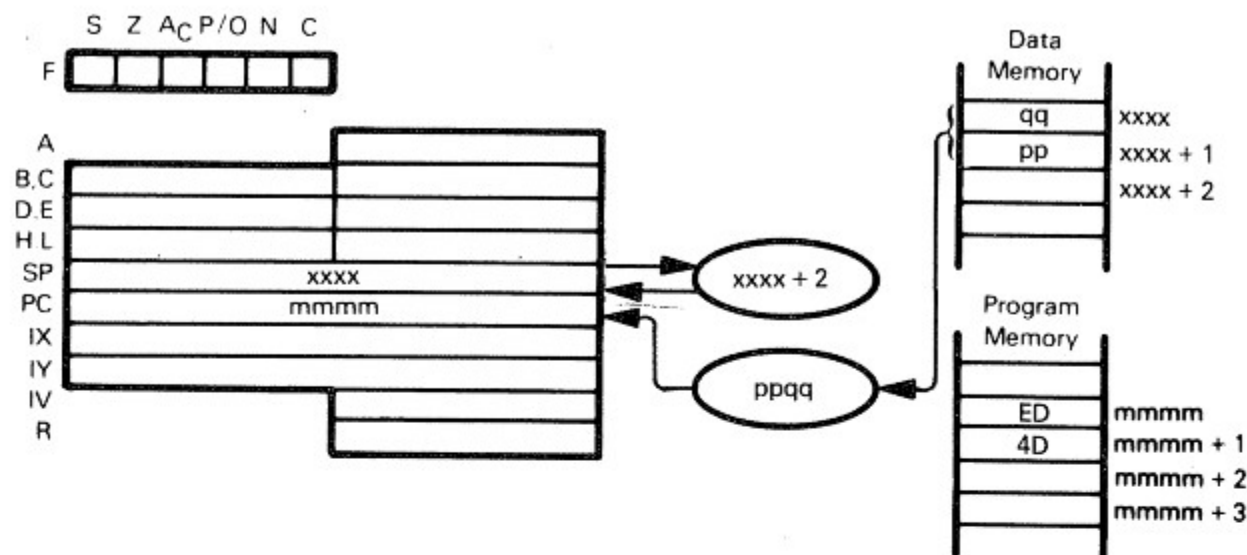 S Z AC P/O N C
F
A
B,C
D.E
H.L
SP
xxxx
PC
mmmm
IX
IY
IV
R
xxxx + 2
ppqq
Data
Memory
qq
xxxx
pp
xxxx + 1
xxxx + 2
Program
Memory
ED
mmmm
4D
mmmm + 1
mmmm + 2
mmmm + 3